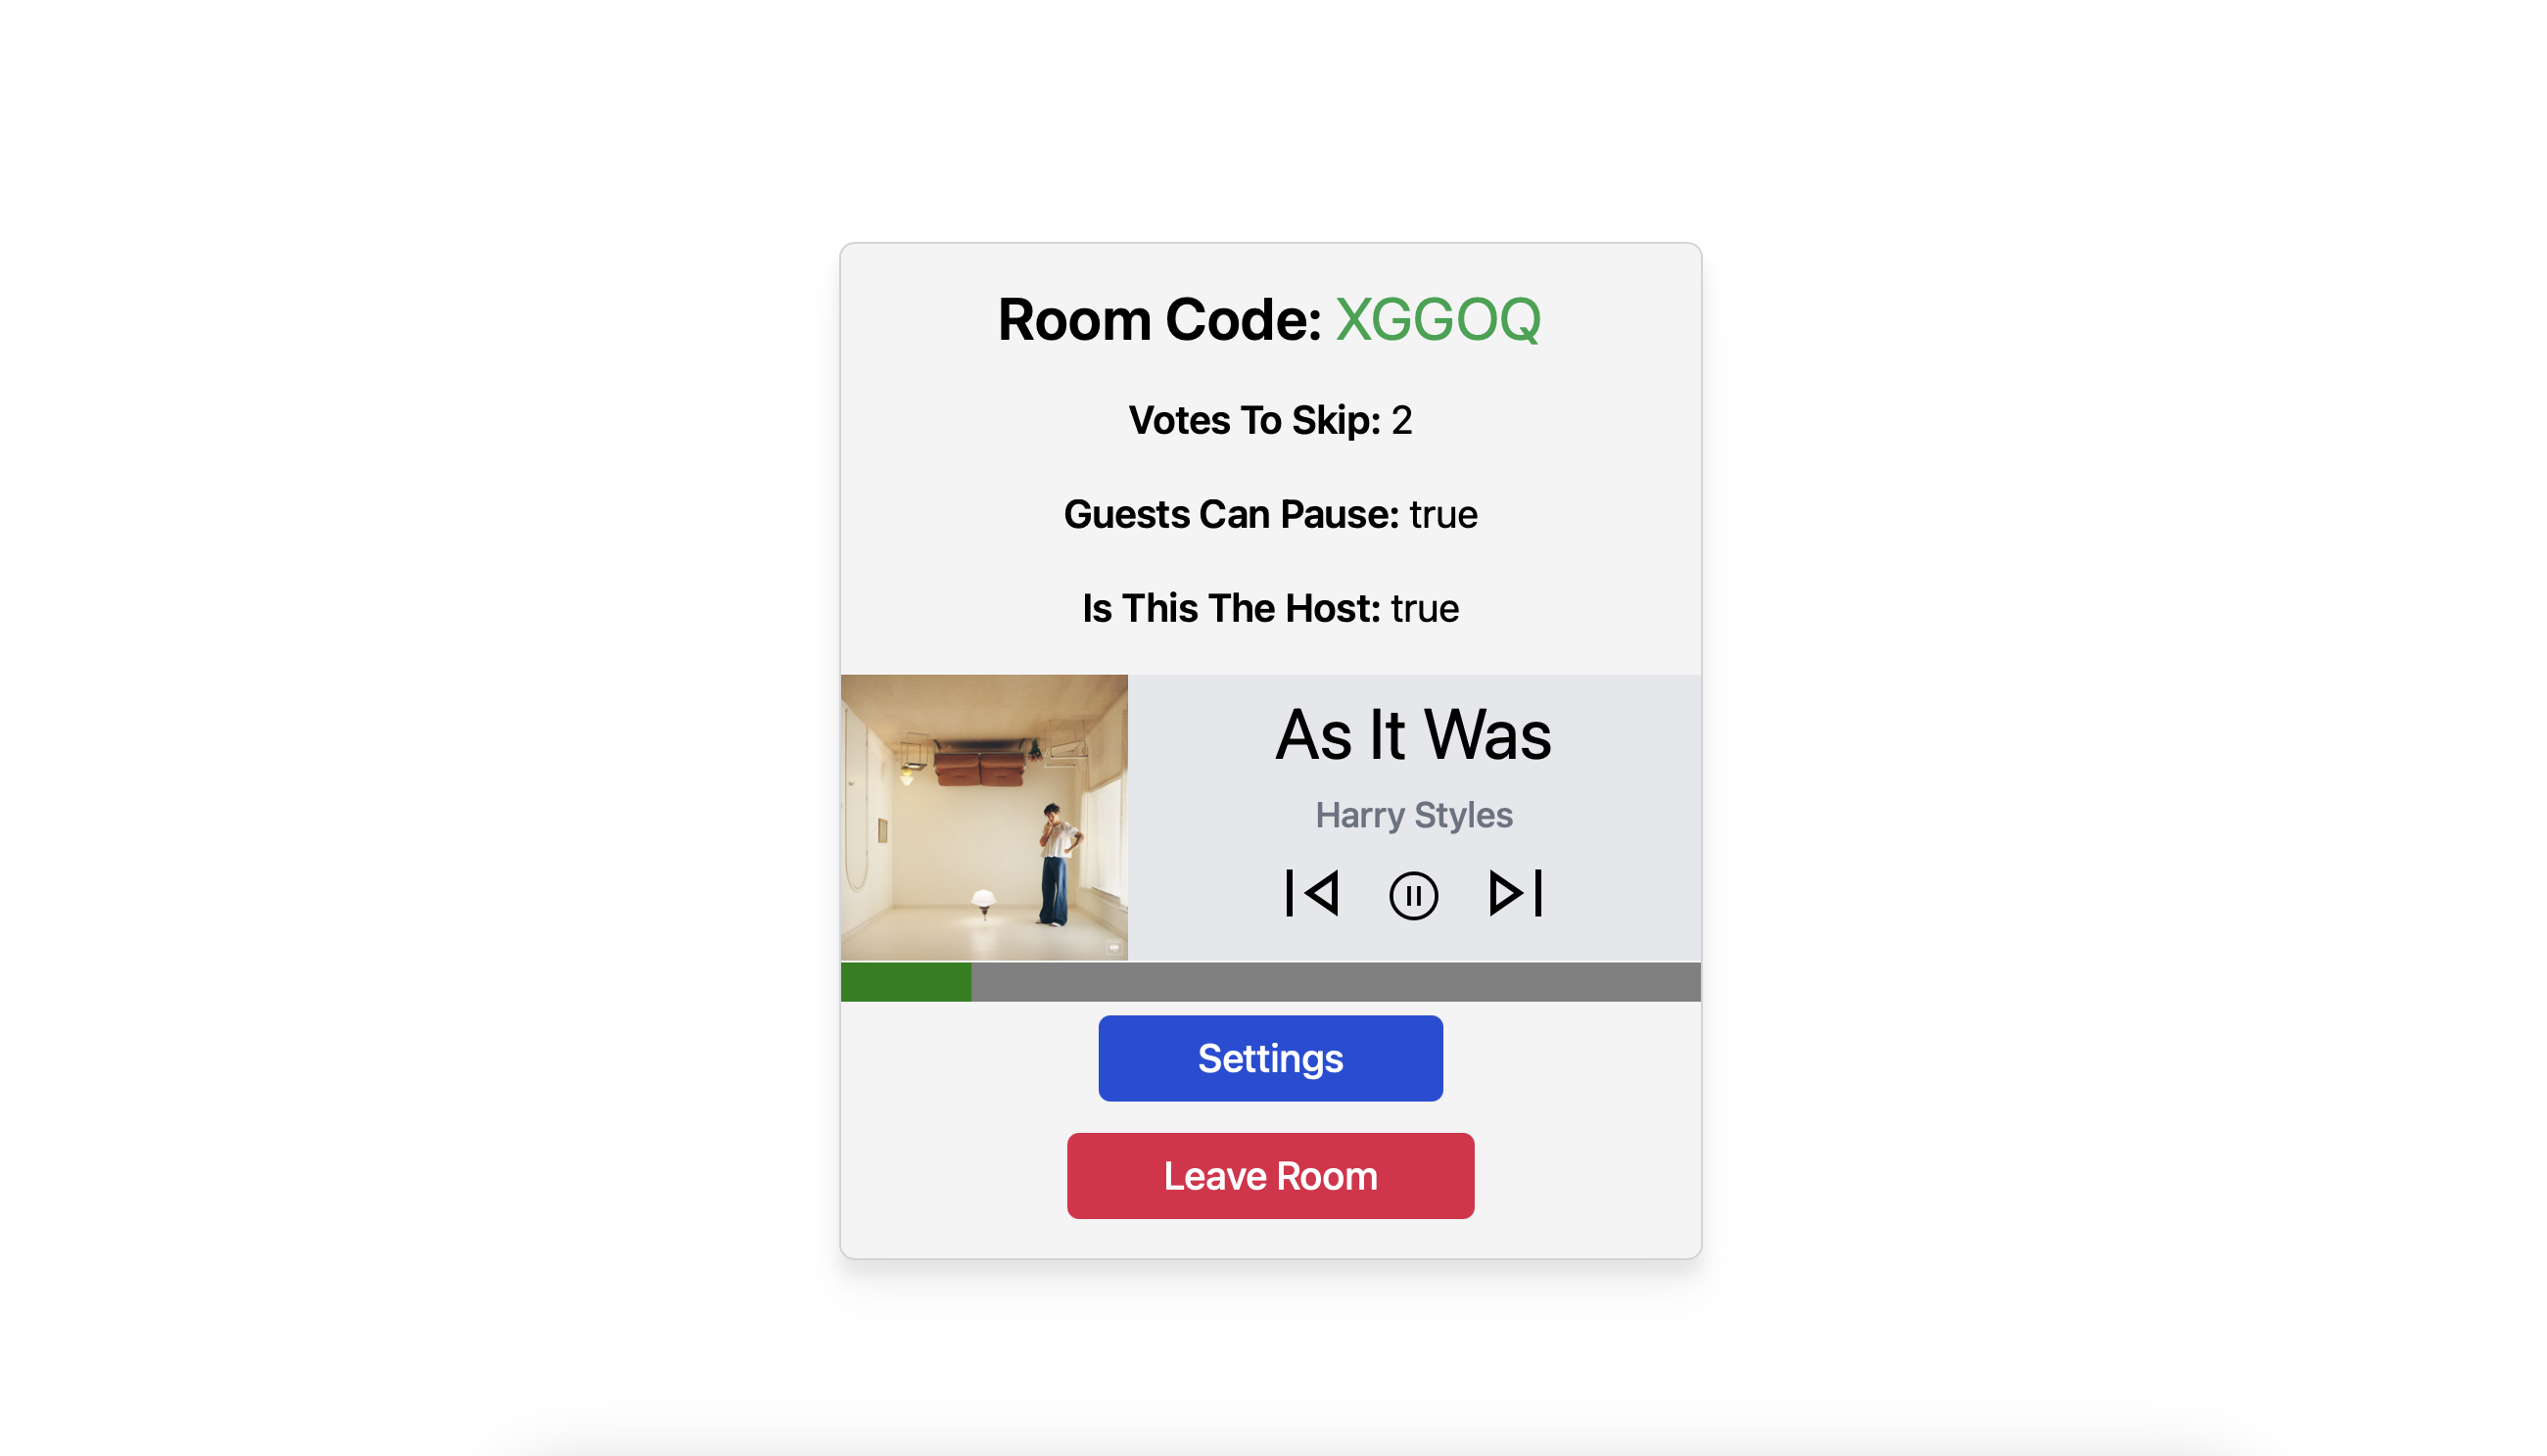 Room Code: XGGOQ
Votes To Skip: 2
Guests Can Pause: true
Is This The Host: true
As It Was
Harry Styles
Settings
Leave Room